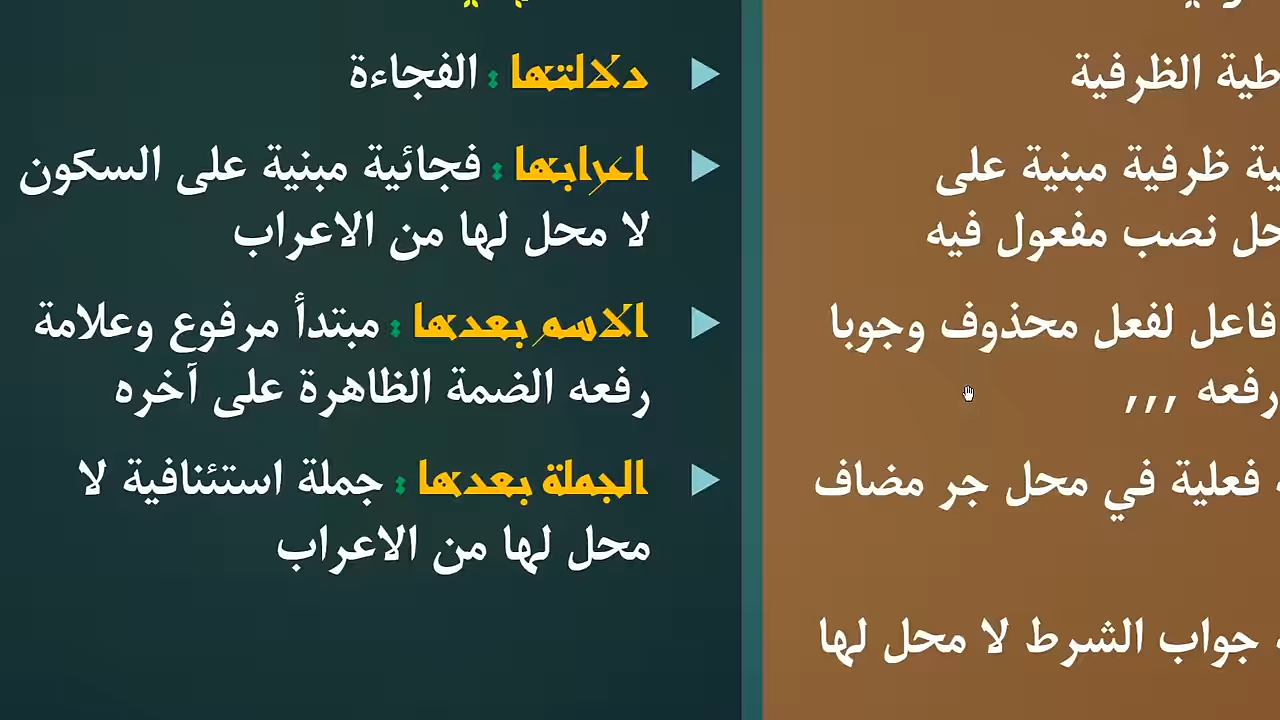 طية الظرفية
ظرفية مبنية على
حل نصب مفعول فيه
فاعل لفعل محذوف وجوبا
رفعه ,,,
فعلية في محل جر مضاف
جواب الشرط لا محل لها
دلالتها : الفجاءة
اعرابها : فجائية مبنية على السكون
لا محل لها من الاعراب
الاسم بعدها : مبتدأ مرفوع وعلامة
رفعه الضمة الظاهرة على آخره
الجملة بعدها : جملة استئنافية لا
محل لها من الاعراب